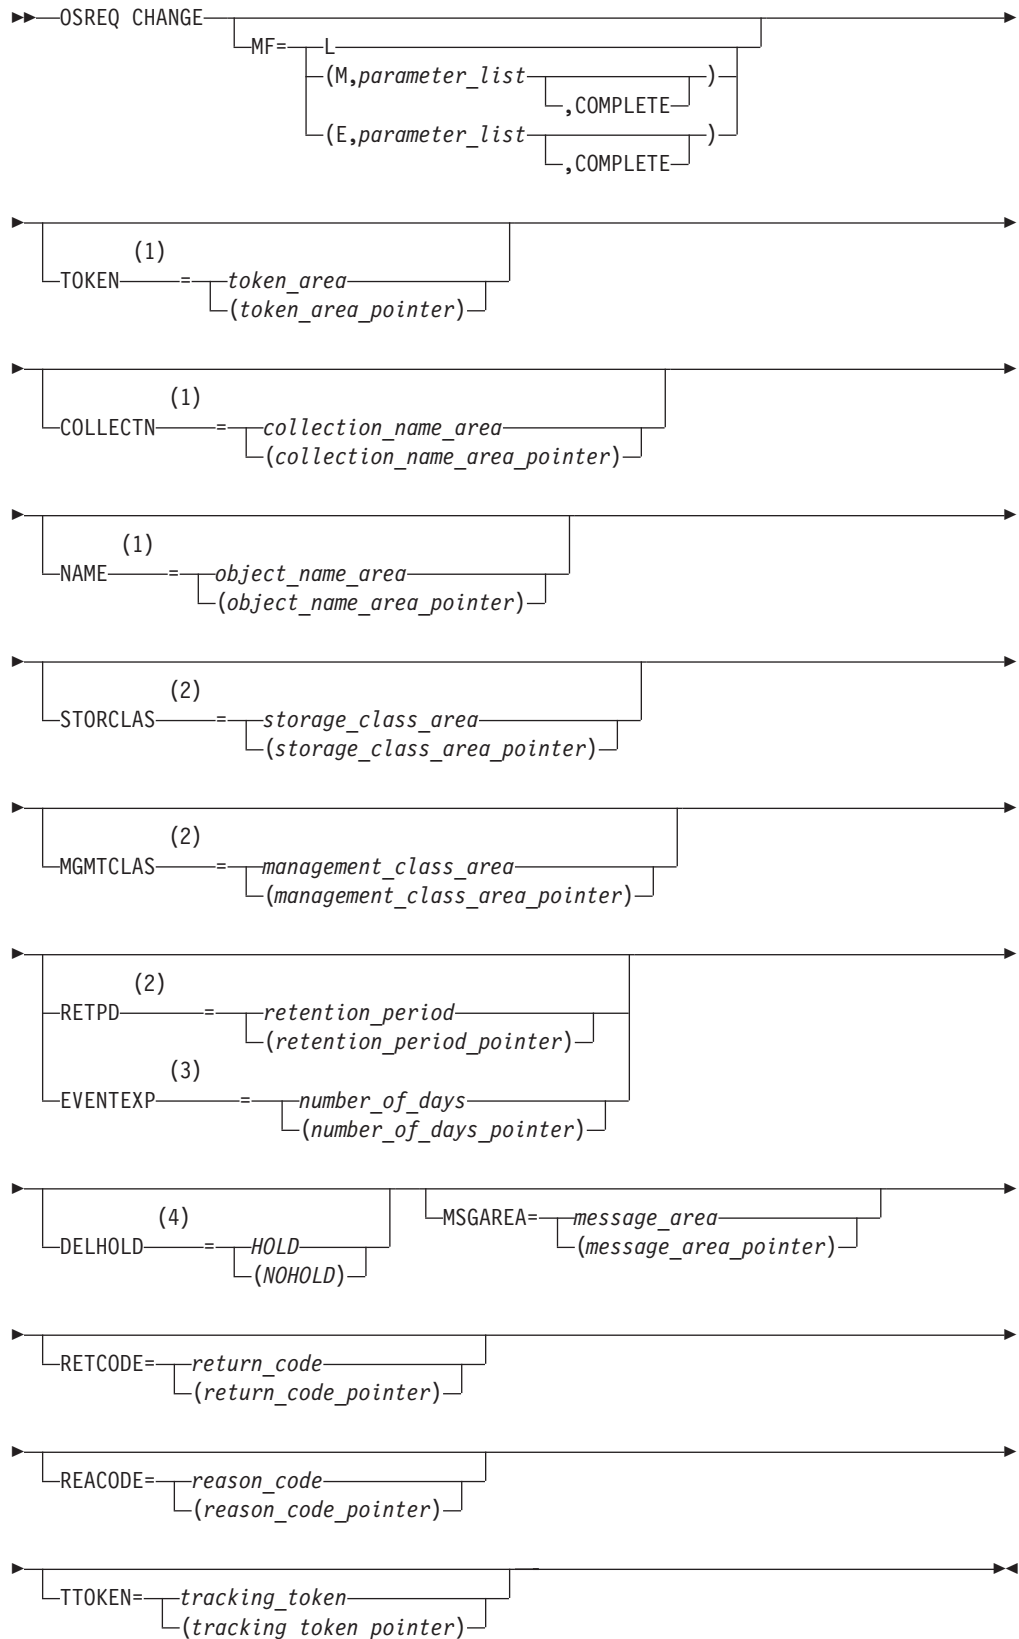 OSREQ CHANGE
MF= L
(M,parameter_list )
,COMPLETE
(E,parameter_list )
,COMPLETE
(1)
TOKEN = token_area
(token_area_pointer)
(1)
COLLECTN = collection_name_area
(collection_name_area_pointer)
(1)
NAME = object_name_area
(object_name_area_pointer)
(2)
STORCLAS = storage_class_area
(storage_class_area_pointer)
(2)
MGMTCLAS = management_class_area
(management_class_area_pointer)
(2)
RETPD = retention_period
(retention_period_pointer)
(3)
EVENTEXP = number_of_days
(number_of_days_pointer)
(4)
DELHOLD = HOLD
(NOHOLD)
MSGAREA= message_area
(message_area_pointer)
RETCODE= return_code
(return_code_pointer)
REACODE= reason_code
(reason_code_pointer)
TTOKEN= tracking_token
(tracking token pointer)